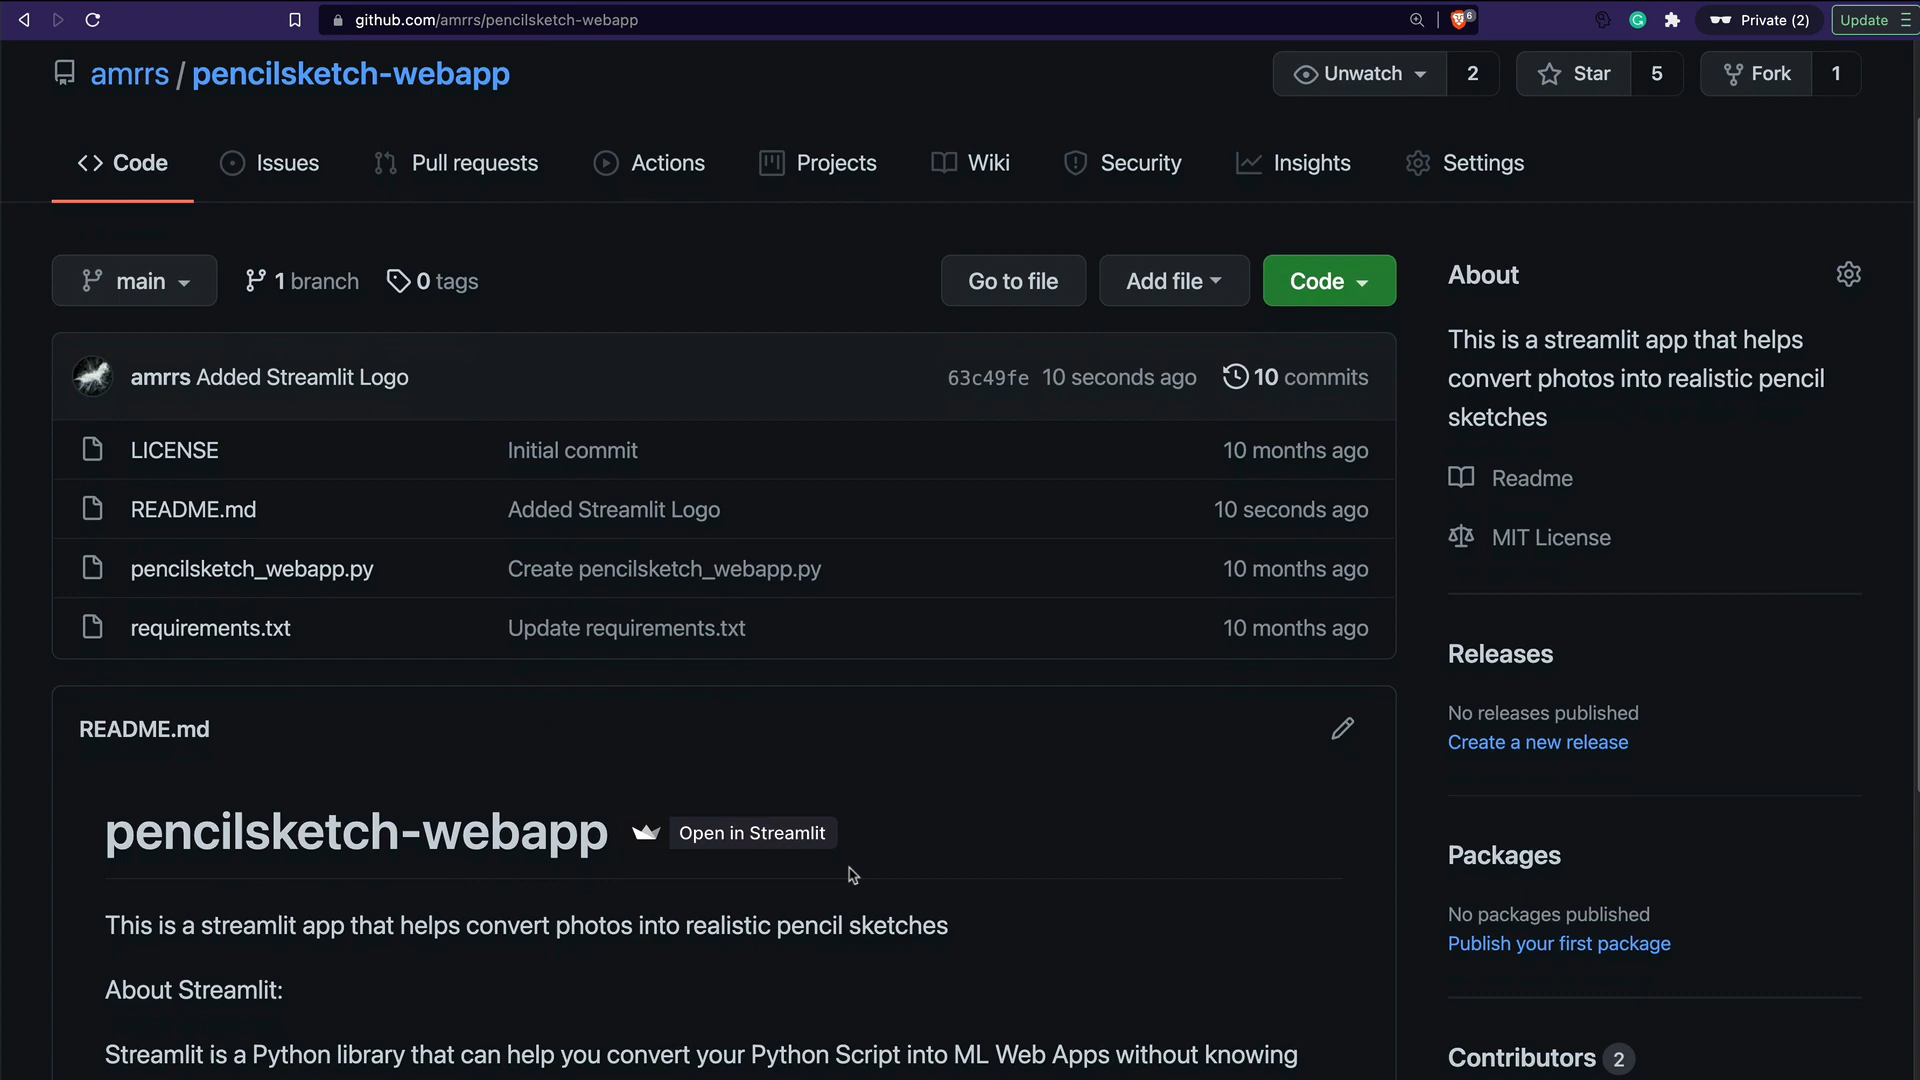 github.com/amrrs/pencilsketch-webapp
6
Private (2)
Update
amrrs / pencilsketch-webapp
Unwatch 2
Star 5
Fork 1
Code
Issues
Pull requests
Actions
Projects
Wiki
Security
Insights
Settings
main
1 branch
0 tags
Go to file
Add file
Code
amrrs Added Streamlit Logo 63c49fe 10 seconds ago 10 commits
LICENSE Initial commit 10 months ago
README.md Added Streamlit Logo 10 seconds ago
pencilsketch_webapp.py Create pencilsketch_webapp.py 10 months ago
requirements.txt Update requirements.txt 10 months ago
README.md
pencilsketch-webapp Open in Streamlit
This is a streamlit app that helps convert photos into realistic pencil sketches
About Streamlit:
Streamlit is a Python library that can help you convert your Python Script into ML Web Apps without knowing
About
This is a streamlit app that helps
convert photos into realistic pencil
sketches
Readme
MIT License
Releases
No releases published
Create a new release
Packages
No packages published
Publish your first package
Contributors 2